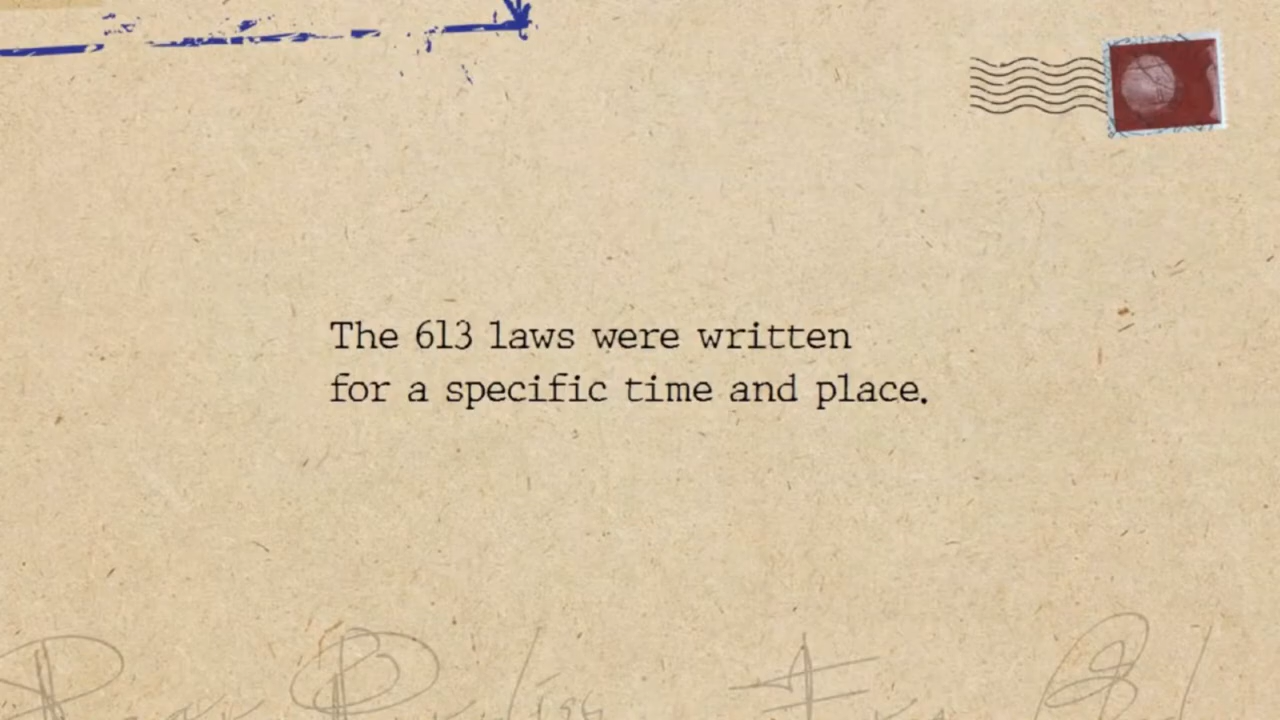 The 613 laws were written
for a specific time and place.